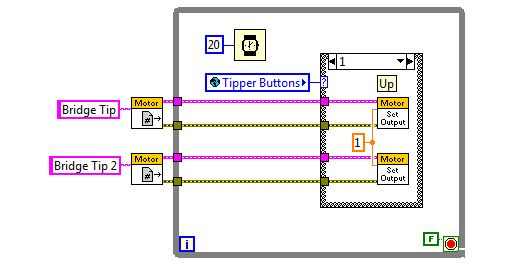 20
1
Tipper Buttons
?
Up
Bridge Tip
Motor
#
Motor
Set
Output
1
Bridge Tip 2
Motor
#
Motor
Set
Output
i
F